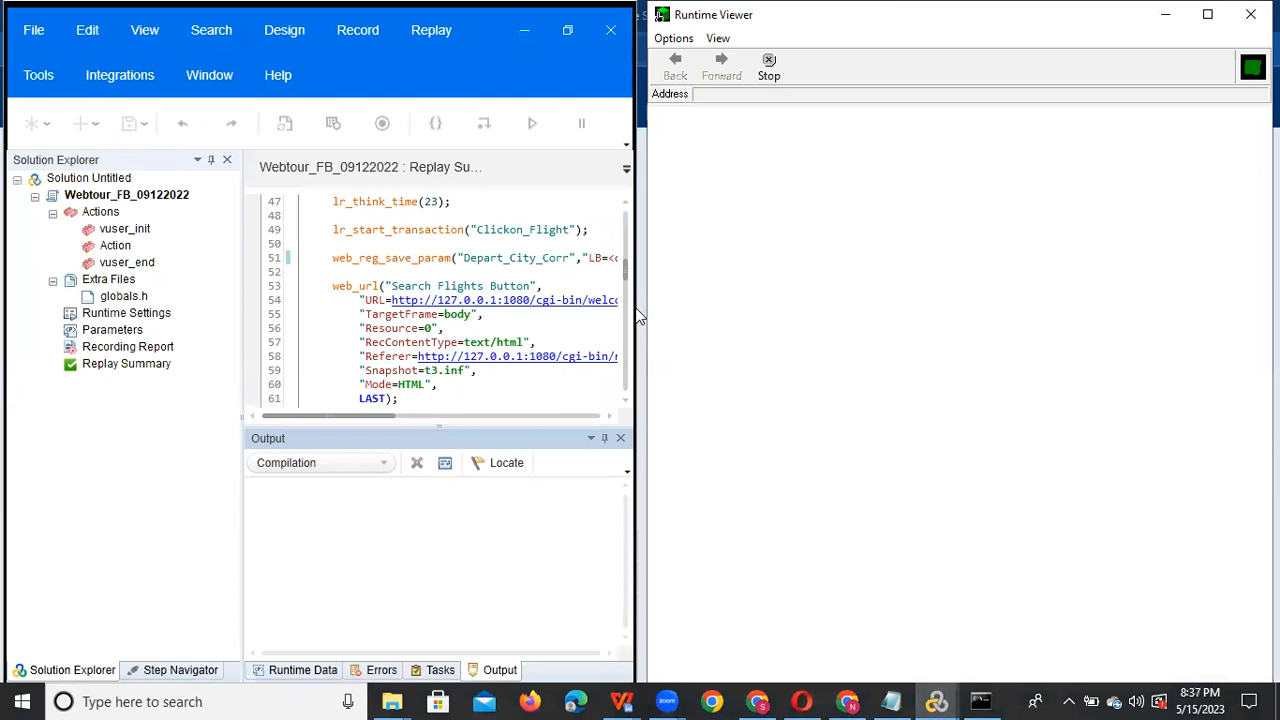 File Edit View Search Design Record Replay
Tools Integrations Window Help
Solution Explorer
Solution Untitled
Webtour_FB_09122022
Actions
vuser_init
Action
vuser_end
Extra Files
globals.h
Runtime Settings
Parameters
Recording Report
Replay Summary
Solution Explorer Step Navigator
Webtour_FB_09122022 : Replay Su...
47 lr_think_time(23);
48
49 lr_start_transaction("Clickon_Flight");
50
51 web_reg_save_param("Depart_City_Corr","LB=<
52
53 web_url("Search Flights Button",
54 "URL=http://127.0.0.1:1080/cgi-bin/welc
55 "TargetFrame=body",
56 "Resource=0",
57 "RecContentType=text/html",
58 "Referer=http://127.0.0.1:1080/cgi-bin/
59 "Snapshot=t3.inf",
60 "Mode=HTML",
61 LAST);
Output
Compilation Locate
Runtime Data Errors Tasks Output
Runtime Viewer
Options View
Back Forward Stop
Address
Type here to search
zoom
8:37 PM
5/15/2023